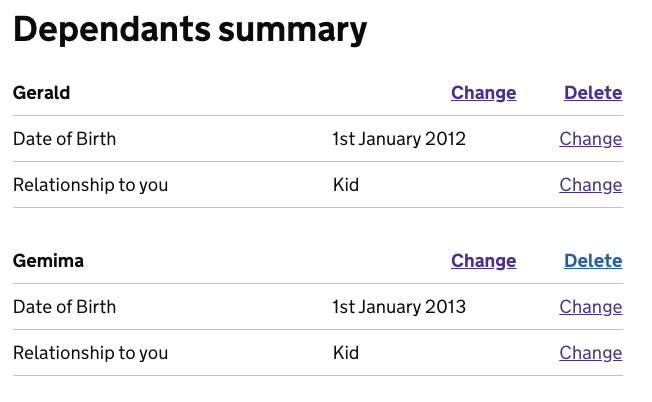 Dependants summary
Gerald Change Delete
Date of Birth 1st January 2012 Change
Relationship to you Kid Change
Gemima Change Delete
Date of Birth 1st January 2013 Change
Relationship to you Kid Change